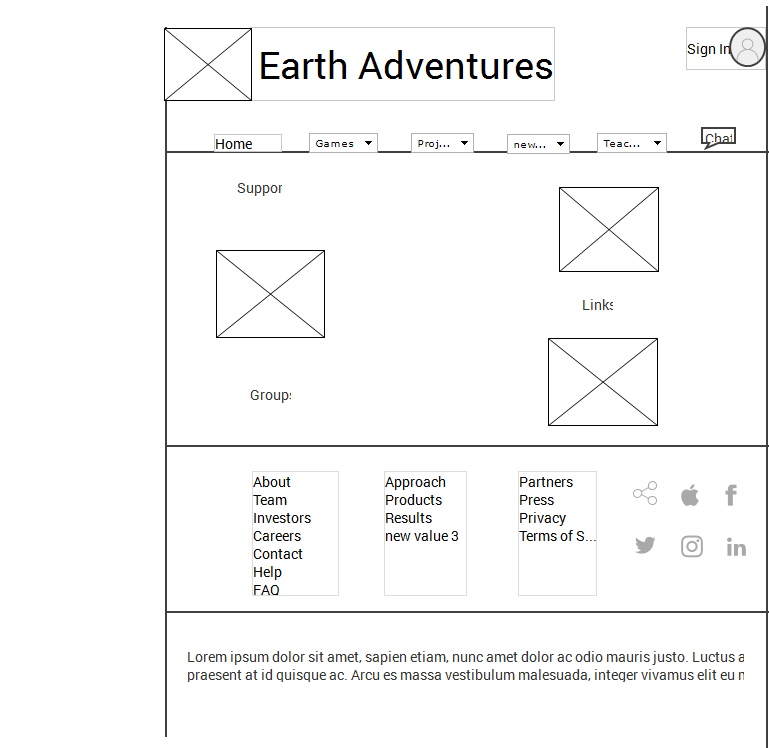 Earth Adventures
Sign In
Home
Games
Proj...
new...
Teac...
Chat
Suppor
Links
Groups
About
Team
Investors
Careers
Contact
Help
FAQ
Approach
Products
Results
new value 3
Partners
Press
Privacy
Terms of S...
Lorem ipsum dolor sit amet, sapien etiam, nunc amet dolor ac odio mauris justo. Luctus a
praesent at id quisque ac. Arcu es massa vestibulum malesuada, integer vivamus elit eu